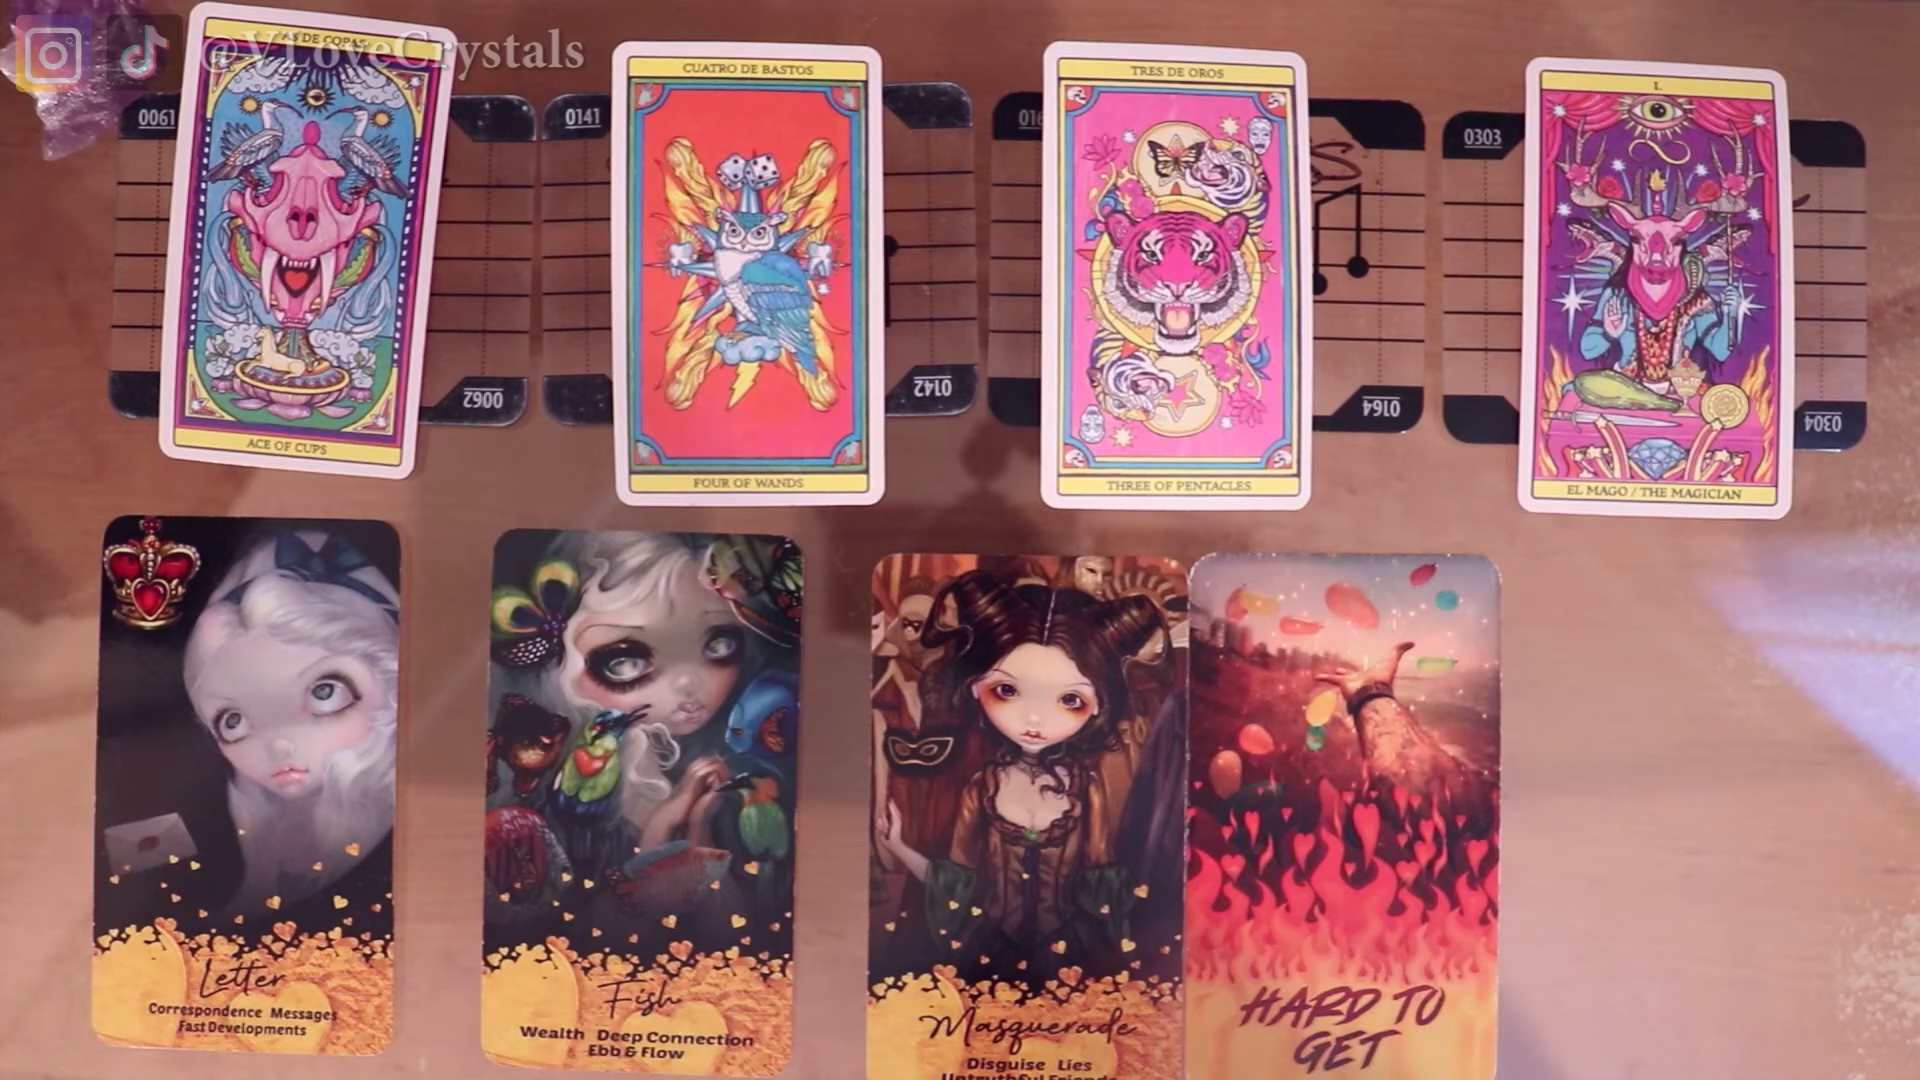 @VLoveCrystals
AS DE COPAS
ACE OF CUPS
0061
0062
CUATRO DE BASTOS
FOUR OF WANDS
0141
0142
TRES DE OROS
THREE OF PENTACLES
0164
I.
EL MAGO / THE MAGICIAN
0303
0304
Letter
Correspondence Messages
Fast Developments
Fish
Wealth Deep Connection
Ebb & Flow
Masquerade
Disguise Lies
Untruthful Friends
HARD TO
GET